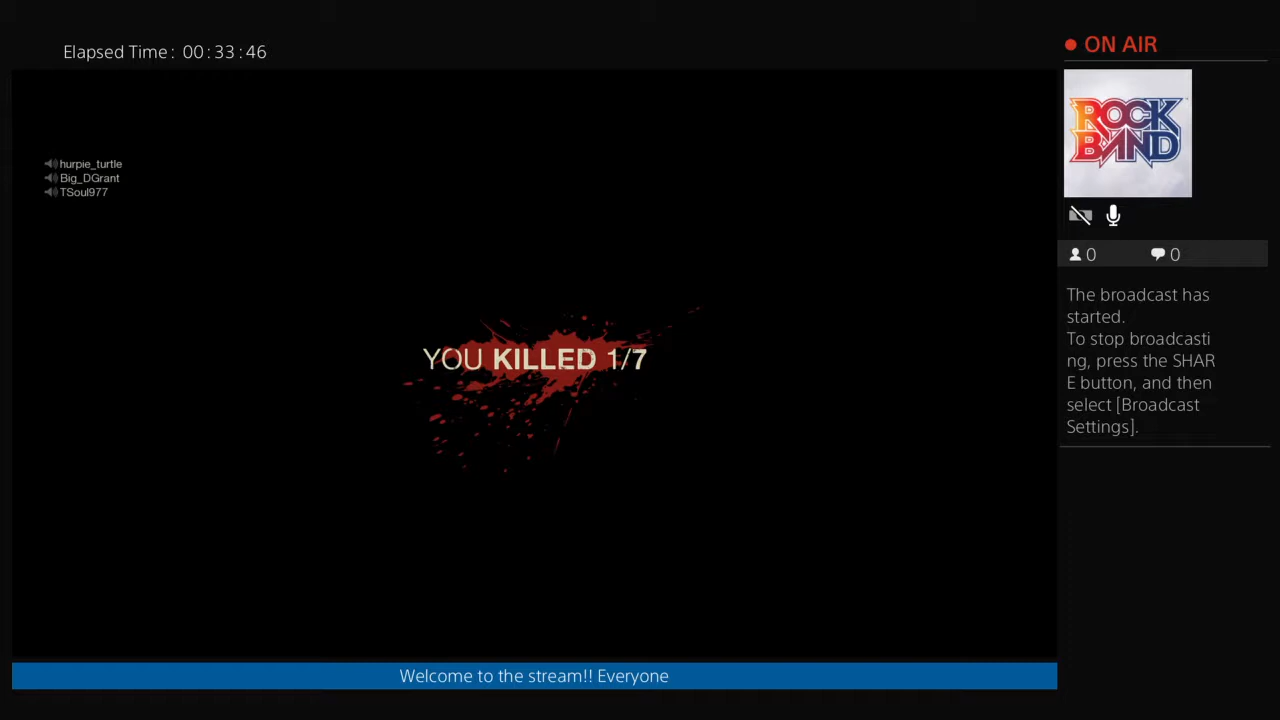 Elapsed Time: 00:33:46
ON AIR
ROCK
BAND
hurpie_turtle
Big_DGrant
TSoul977
0
0
The broadcast has
started.
To stop broadcasti
ng, press the SHAR
E button, and then
select [Broadcast
Settings].
YOU KILLED 1/7
Welcome to the stream!! Everyone